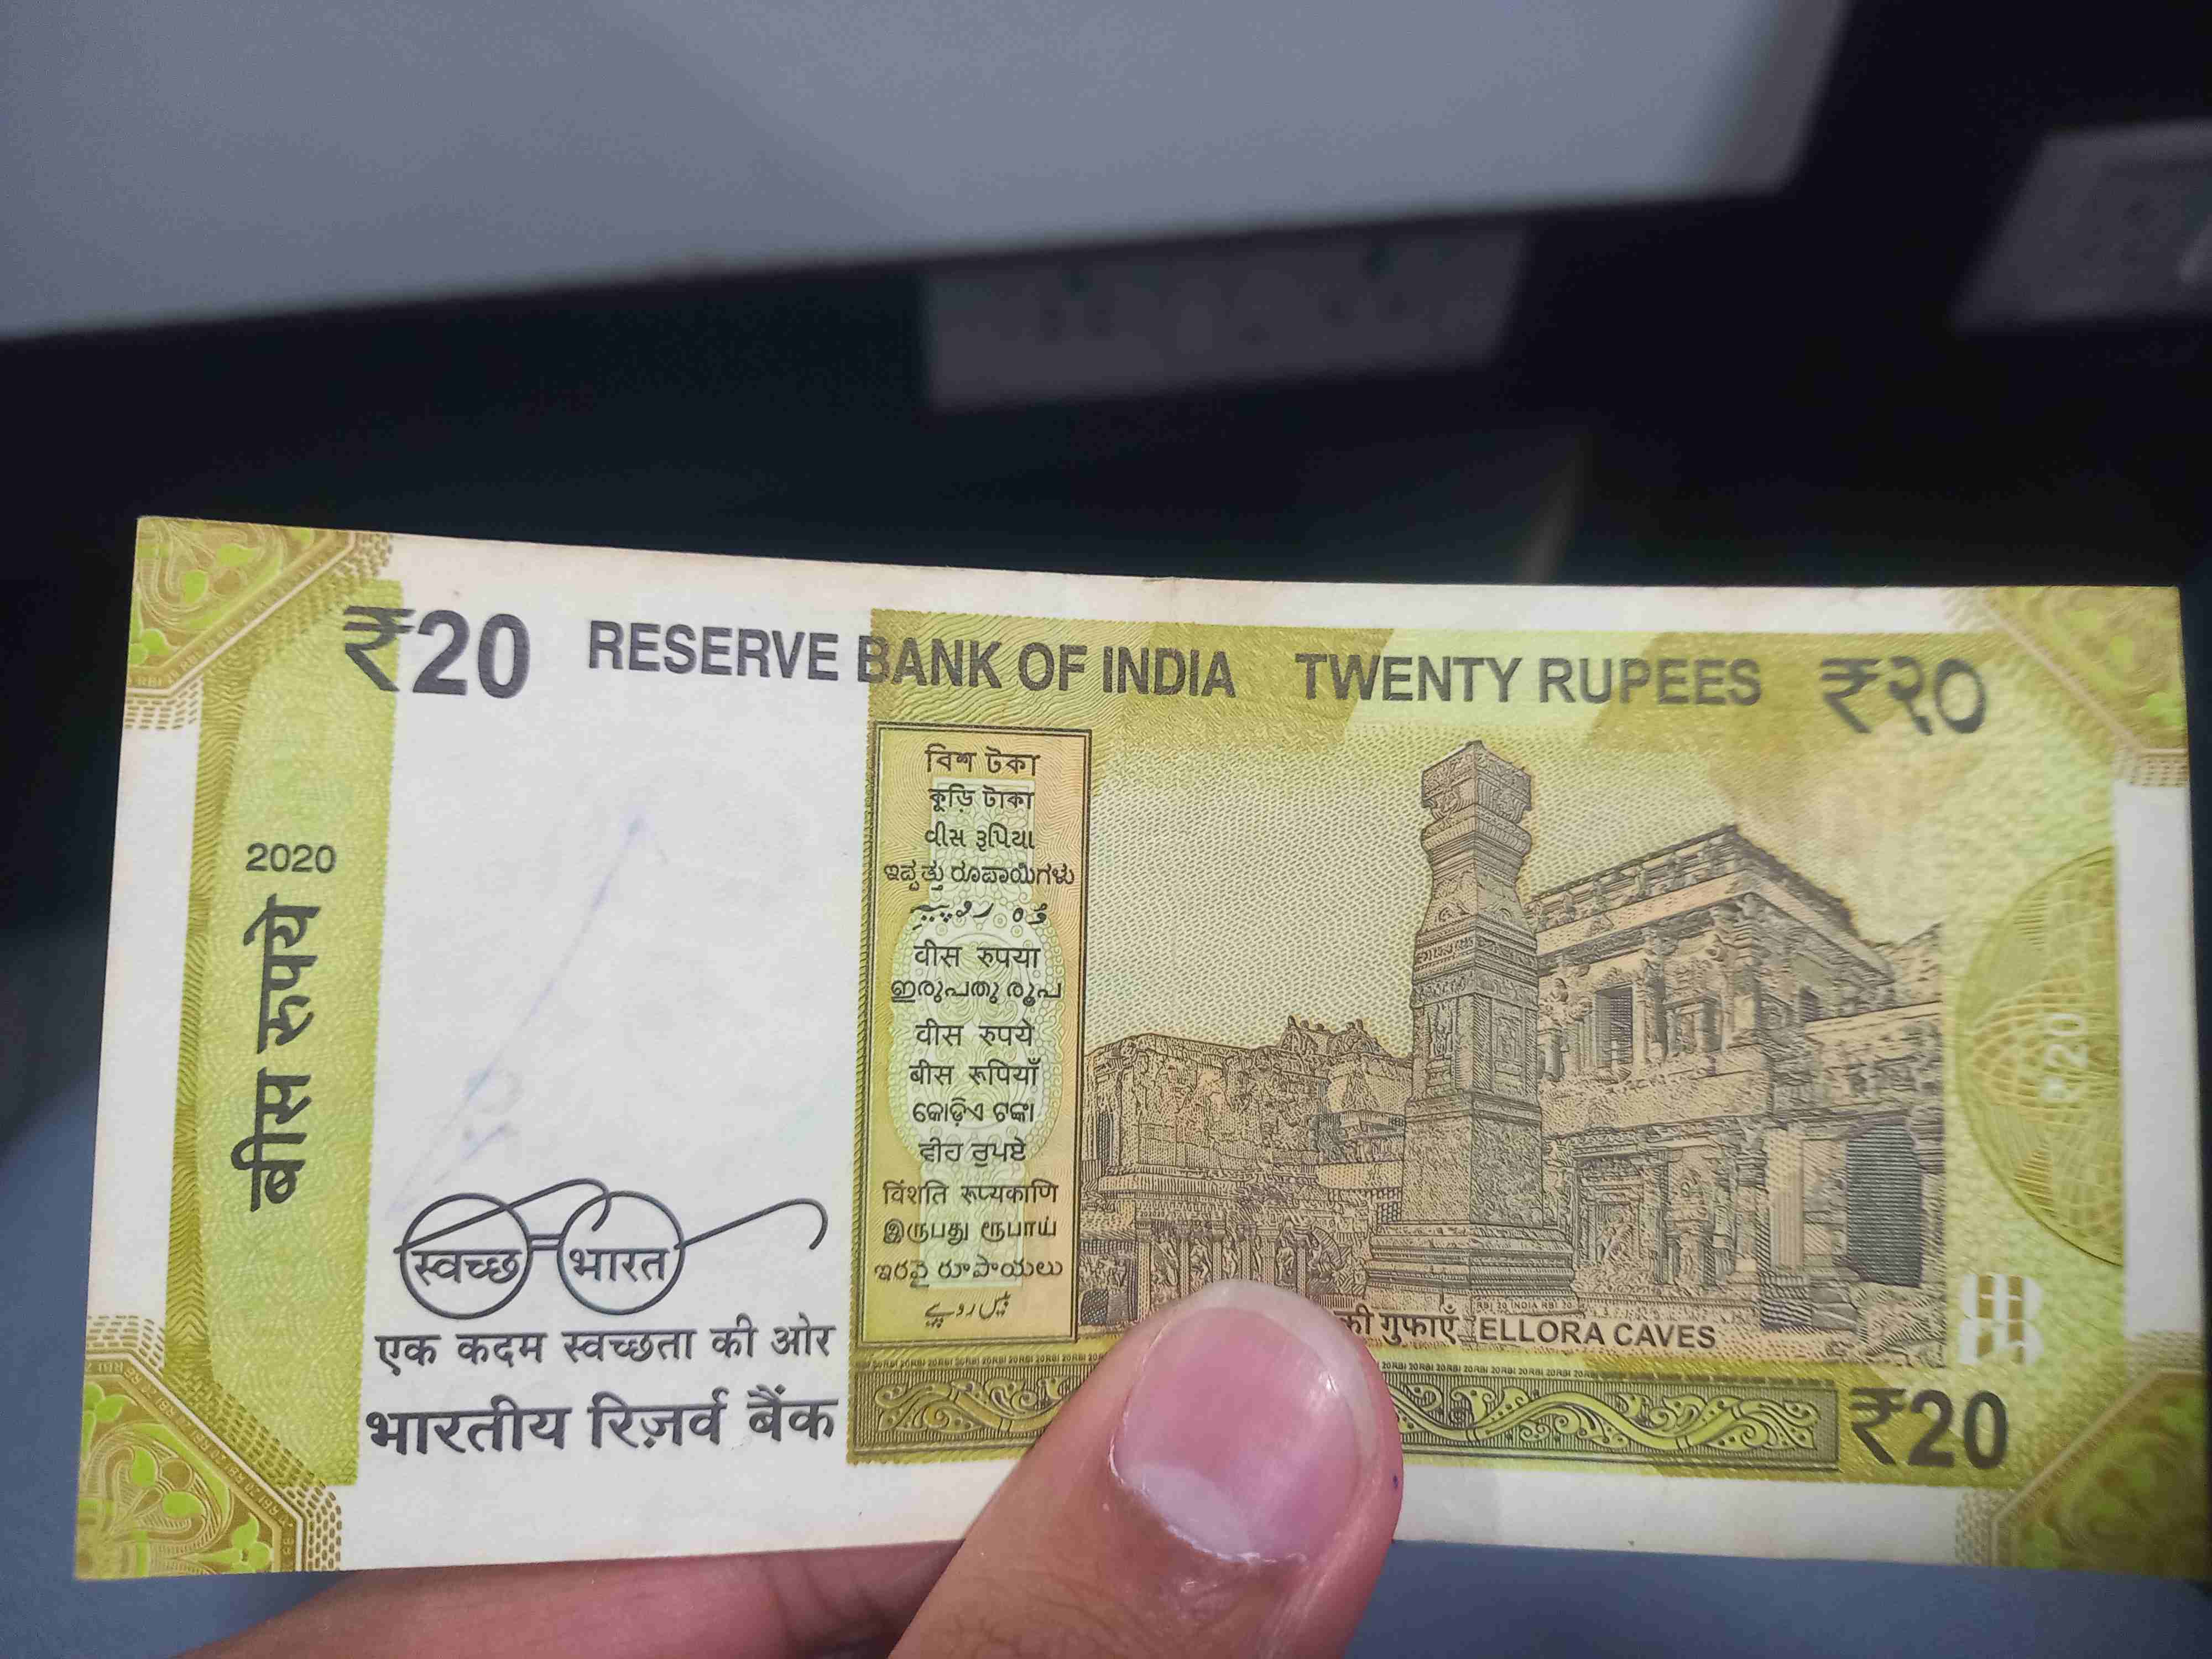 ₹20 RESERVE BANK OF INDIA TWENTY RUPEES ₹२०
2020
बीस रुपये
বিশ টকা
কুড়ি টাকা
વીસ રૂપિયા
ಇಪ್ಪತ್ತು ರೂಪಾಯಿಗಳು
वीस रुपया
ഇരുപതു രൂപ
वीस रुपये
बीस रूपियाँ
କୋଡ଼ିଏ ଟଙ୍କା
ਵੀਹ ਰੁਪਏ
विंशति रूप्यकाणि
இருபது ரூபாய்
ఇరవై రూపాయలు
بیس روپے
₹20
स्वच्छ भारत
एक कदम स्वच्छता की ओर
भारतीय रिज़र्व बैंक
RBI 20 INDIA RBI 20
की गुफाएँ ELLORA CAVES
₹20